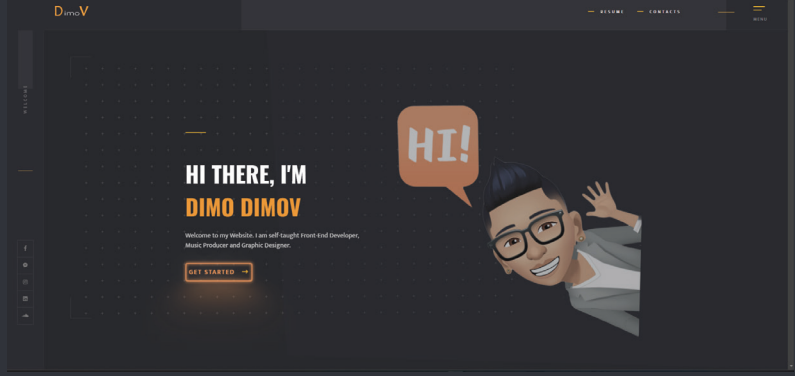 DimoV
RESUME
CONTACTS
MENU
WELCOME
HI!
HI THERE, I'M
DIMO DIMOV
Welcome to my Website. I am self-taught Front-End Developer,
Music Producer and Graphic Designer.
GET STARTED